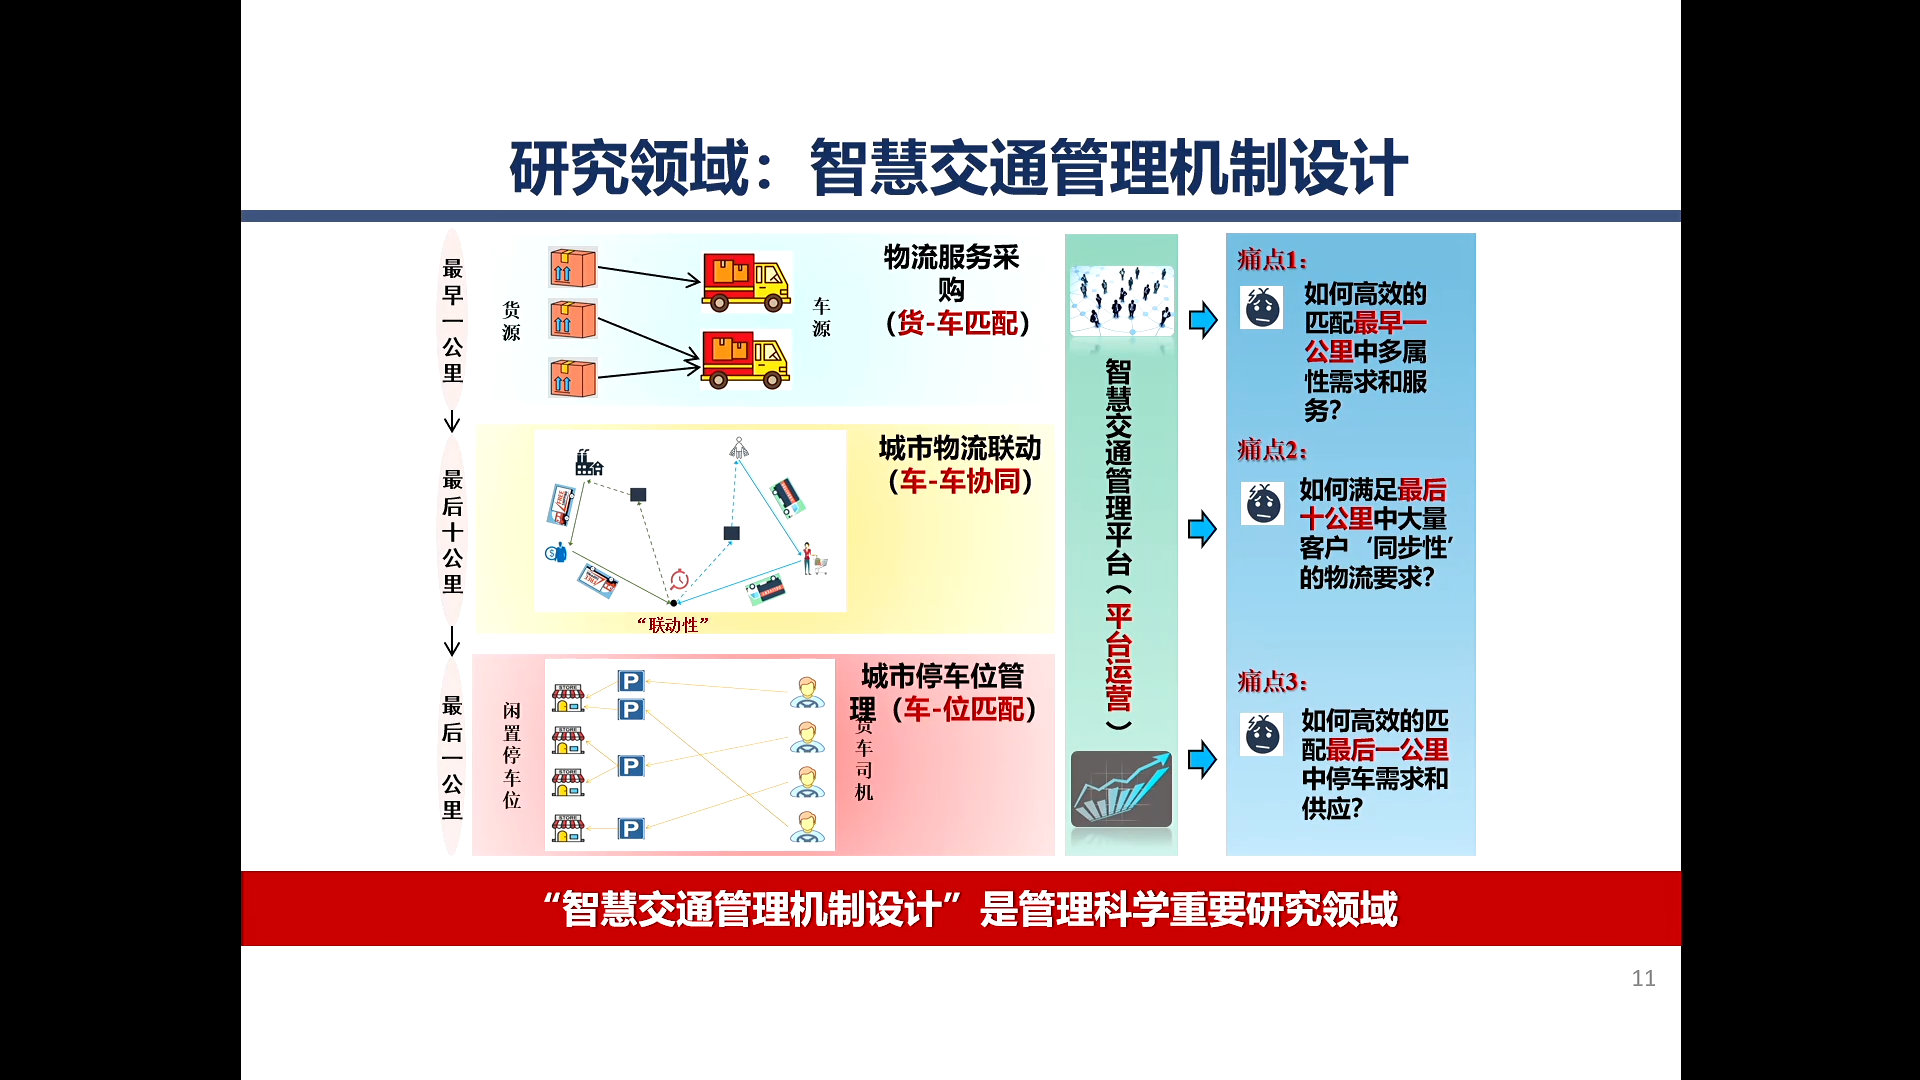 研究领域：智慧交通管理机制设计
最早一公里
货源
车源
物流服务采
购
（货-车匹配）
最后十公里
城市物流联动
（车-车协同）
“联动性”
最后一公里
闲置停车位
STORE
STORE
STORE
STORE
P
P
P
P
城市停车位管
理（车-位匹配）
货车司机
智慧交通管理平台（平台运营）
痛点1：
如何高效的
匹配最早一
公里中多属
性需求和服
务？
痛点2：
如何满足最后
十公里中大量
客户‘同步性’
的物流要求？
痛点3：
如何高效的匹
配最后一公里
中停车需求和
供应？
“智慧交通管理机制设计”是管理科学重要研究领域
11